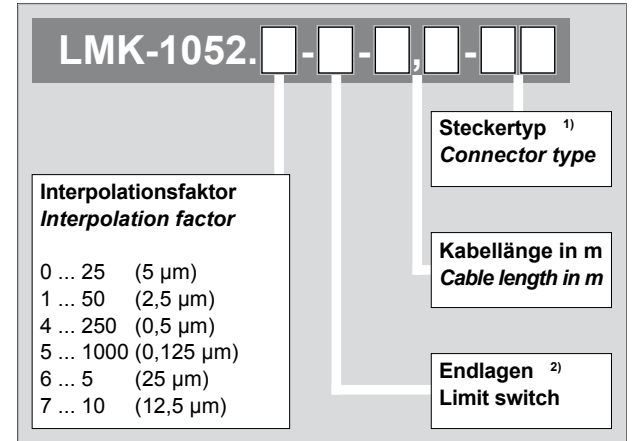 LMK-1052.□-□-□,□-□□
Steckertyp 1)
Connector type
Interpolationsfaktor
Interpolation factor
0 ... 25 (5 µm)
1 ... 50 (2,5 µm)
4 ... 250 (0,5 µm)
5 ... 1000 (0,125 µm)
6 ... 5 (25 µm)
7 ... 10 (12,5 µm)
Kabellänge in m
Cable length in m
Endlagen 2)
Limit switch